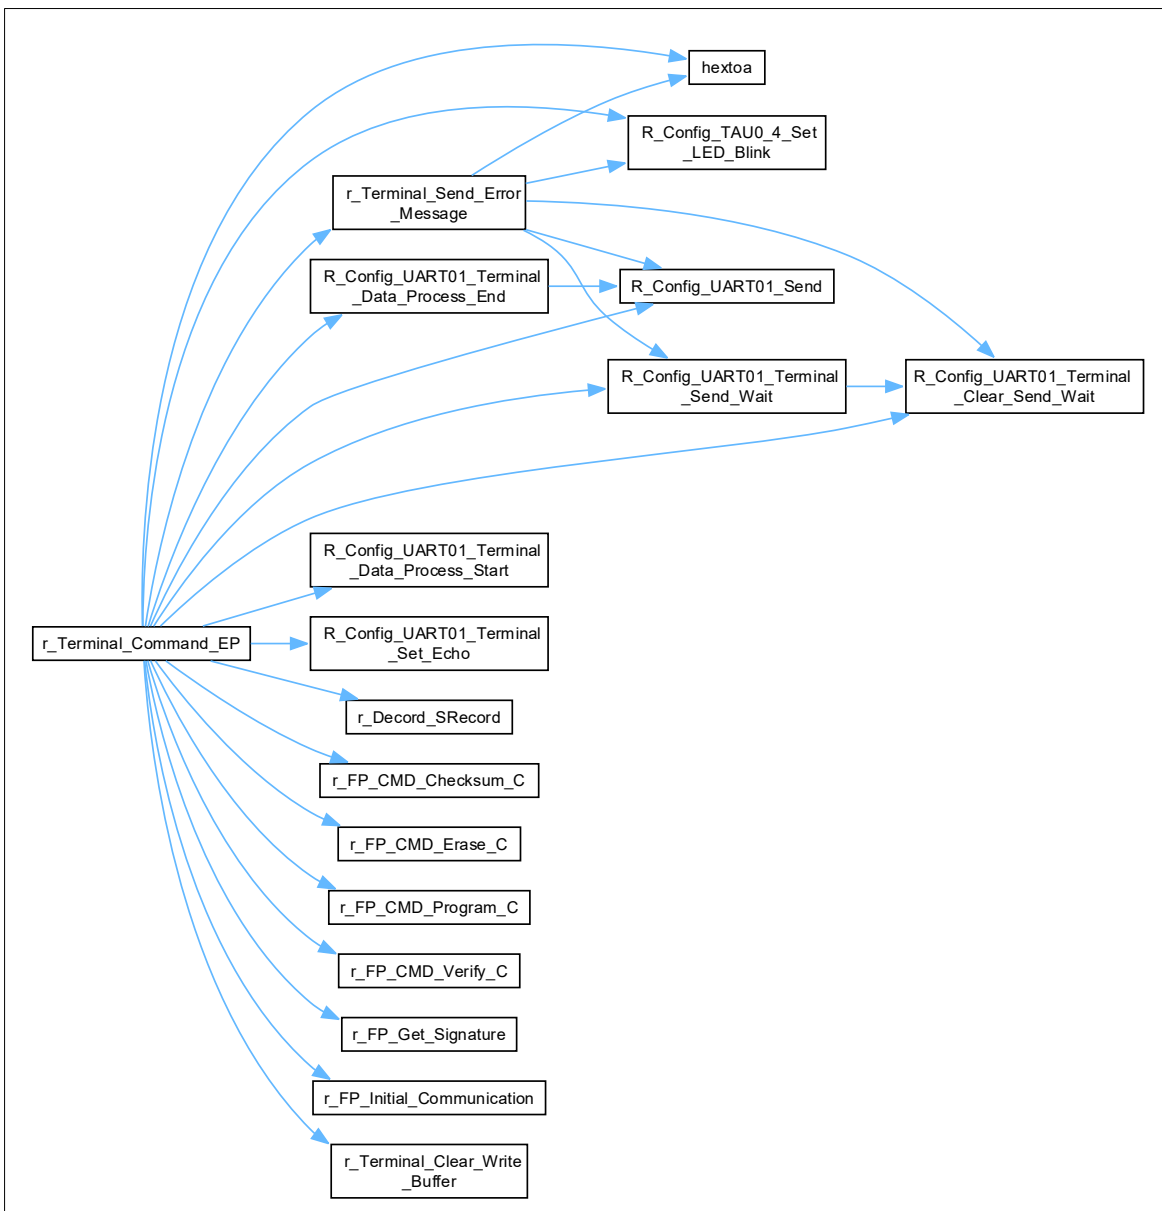 hextoa
R_Config_TAU0_4_Set
_LED_Blink
r_Terminal_Send_Error
_Message
R_Config_UART01_Terminal
_Data_Process_End
R_Config_UART01_Send
R_Config_UART01_Terminal
_Send_Wait
R_Config_UART01_Terminal
_Clear_Send_Wait
R_Config_UART01_Terminal
_Data_Process_Start
r_Terminal_Command_EP
R_Config_UART01_Terminal
_Set_Echo
r_Decord_SRecord
r_FP_CMD_Checksum_C
r_FP_CMD_Erase_C
r_FP_CMD_Program_C
r_FP_CMD_Verify_C
r_FP_Get_Signature
r_FP_Initial_Communication
r_Terminal_Clear_Write
_Buffer